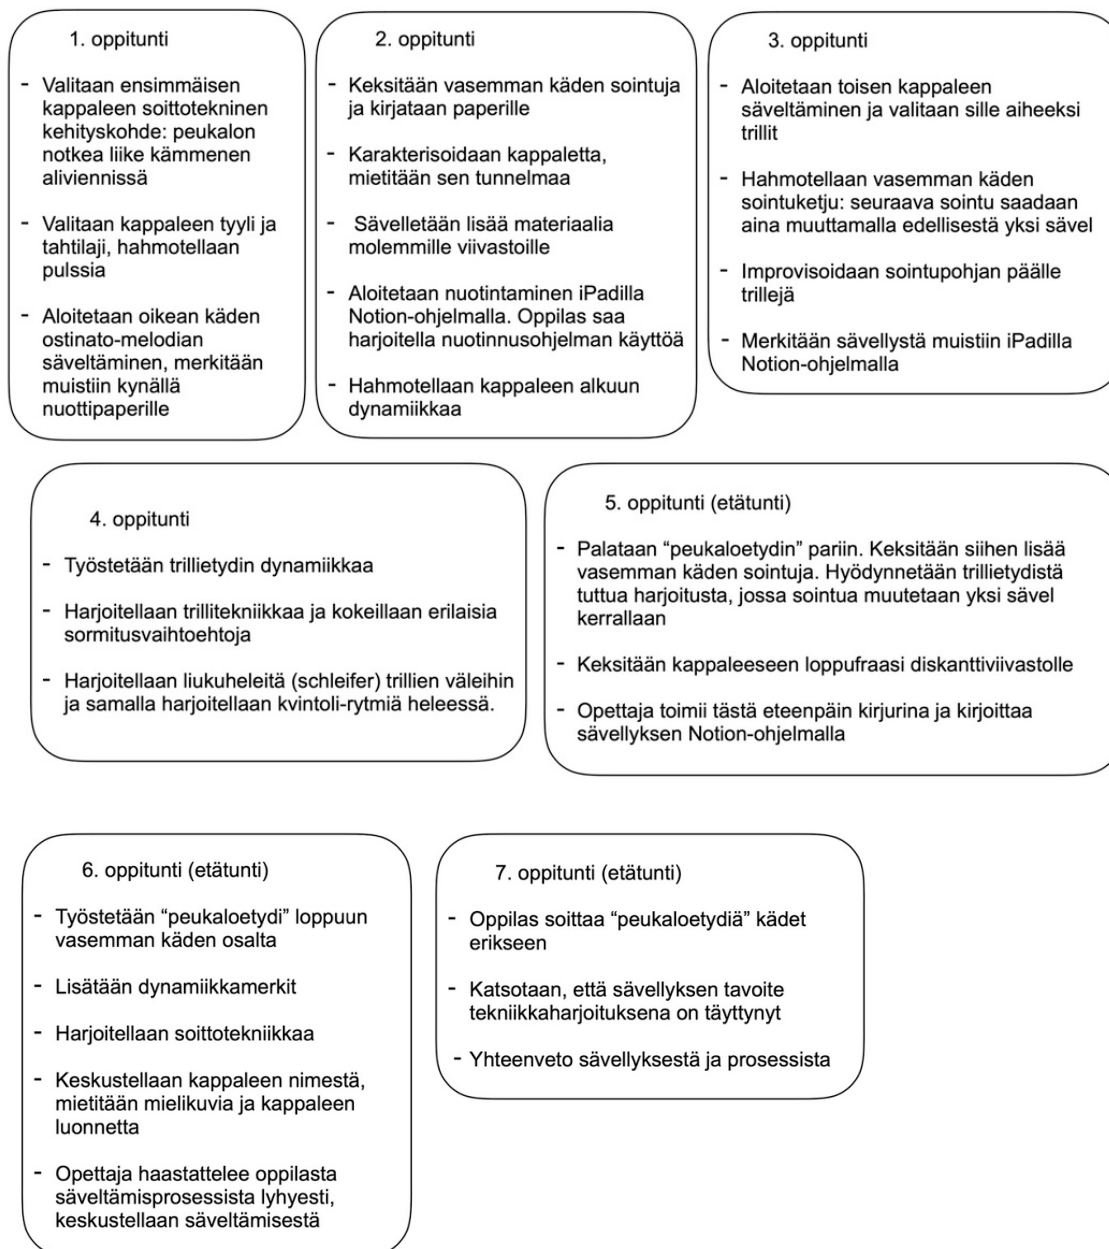 1. oppitunti
- Valitaan ensimmäisen
kappaleen soittotekninen
kehityskohde: peukalon
notkea liike kämmenen
aliviennissä
- Valitaan kappaleen tyyli ja
tahtilaji, hahmotellaan
pulssia
- Aloitetaan oikean käden
ostinato-melodian
säveltäminen, merkitään
muistiin kynällä
nuottipaperille
2. oppitunti
- Keksitään vasemman käden sointuja
ja kirjataan paperille
- Karakterisoidaan kappaletta,
mietitään sen tunnelmaa
- Sävelletään lisää materiaalia
molemmille viivastoille
- Aloitetaan nuotintaminen iPadilla
Notion-ohjelmalla. Oppilas saa
harjoitella nuotinnusohjelman käyttöä
- Hahmotellaan kappaleen alkuun
dynamiikkaa
3. oppitunti
- Aloitetaan toisen kappaleen
säveltäminen ja valitaan sille aiheeksi
trillit
- Hahmotellaan vasemman käden
sointuketju: seuraava sointu saadaan
aina muuttamalla edellisestä yksi sävel
- Improvisoidaan sointupohjan päälle
trillejä
- Merkitään sävellystä muistiin iPadilla
Notion-ohjelmalla
4. oppitunti
- Työstetään trillietydin dynamiikkaa
- Harjoitellaan trillitekniikkaa ja kokeillaan erilaisia
sormitusvaihtoehtoja
- Harjoitellaan liukuheleitä (schleifer) trillien väleihin
ja samalla harjoitellaan kvintoli-rytmiä heleessä.
5. oppitunti (etätunti)
- Palataan “peukaloetydin” pariin. Keksitään siihen lisää
vasemman käden sointuja. Hyödynnetään trillietydistä
tuttua harjoitusta, jossa sointua muutetaan yksi sävel
kerrallaan
- Keksitään kappaleeseen loppufraasi diskanttiviivastolle
- Opettaja toimii tästä eteenpäin kirjurina ja kirjoittaa
sävellyksen Notion-ohjelmalla
6. oppitunti (etätunti)
- Työstetään “peukaloetydi” loppuun
vasemman käden osalta
- Lisätään dynamiikkamerkit
- Harjoitellaan soittotekniikkaa
- Keskustellaan kappaleen nimestä,
mietitään mielikuvia ja kappaleen
luonnetta
- Opettaja haastattelee oppilasta
säveltämisprosessista lyhyesti,
keskustellaan säveltämisestä
7. oppitunti (etätunti)
- Oppilas soittaa “peukaloetydiä” kädet
erikseen
- Katsotaan, että sävellyksen tavoite
tekniikkaharjoituksena on täyttynyt
- Yhteenveto sävellyksestä ja prosessista